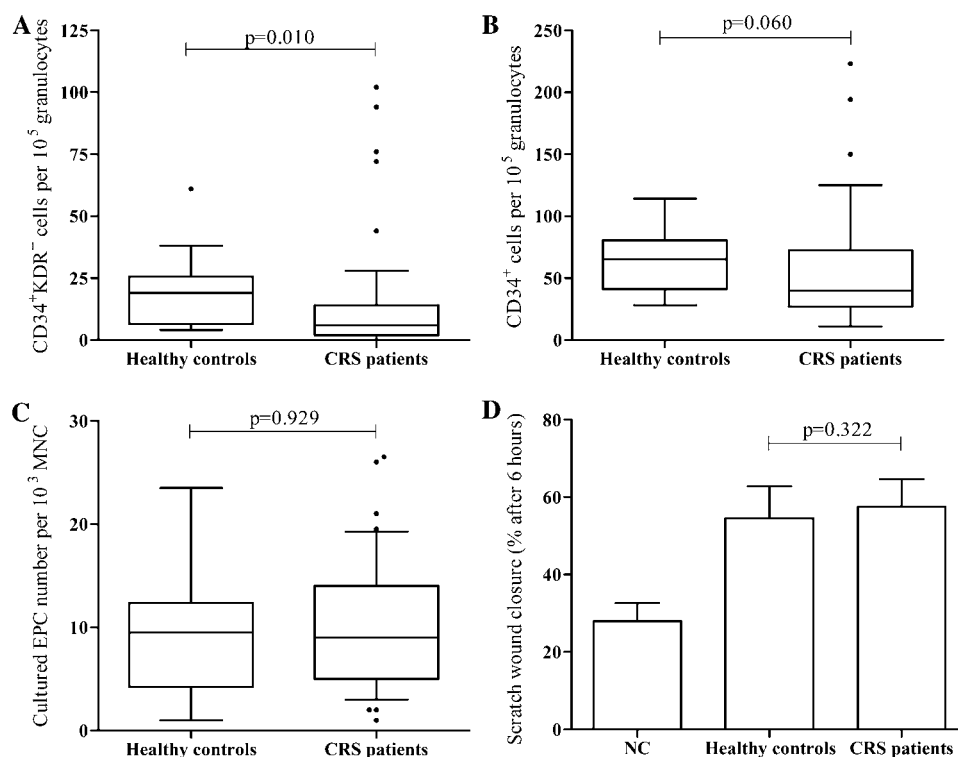 A
CD34⁺KDR⁻ cells per 10⁵ granulocytes
125
100
75
50
25
0
p=0.010
Healthy controls
CRS patients
B
CD34⁺ cells per 10⁵ granulocytes
250
200
150
100
50
0
p=0.060
Healthy controls
CRS patients
C
Cultured EPC number per 10³ MNC
30
20
10
0
p=0.929
Healthy controls
CRS patients
D
Scratch wound closure (% after 6 hours)
80
60
40
20
0
p=0.322
NC
Healthy controls
CRS patients